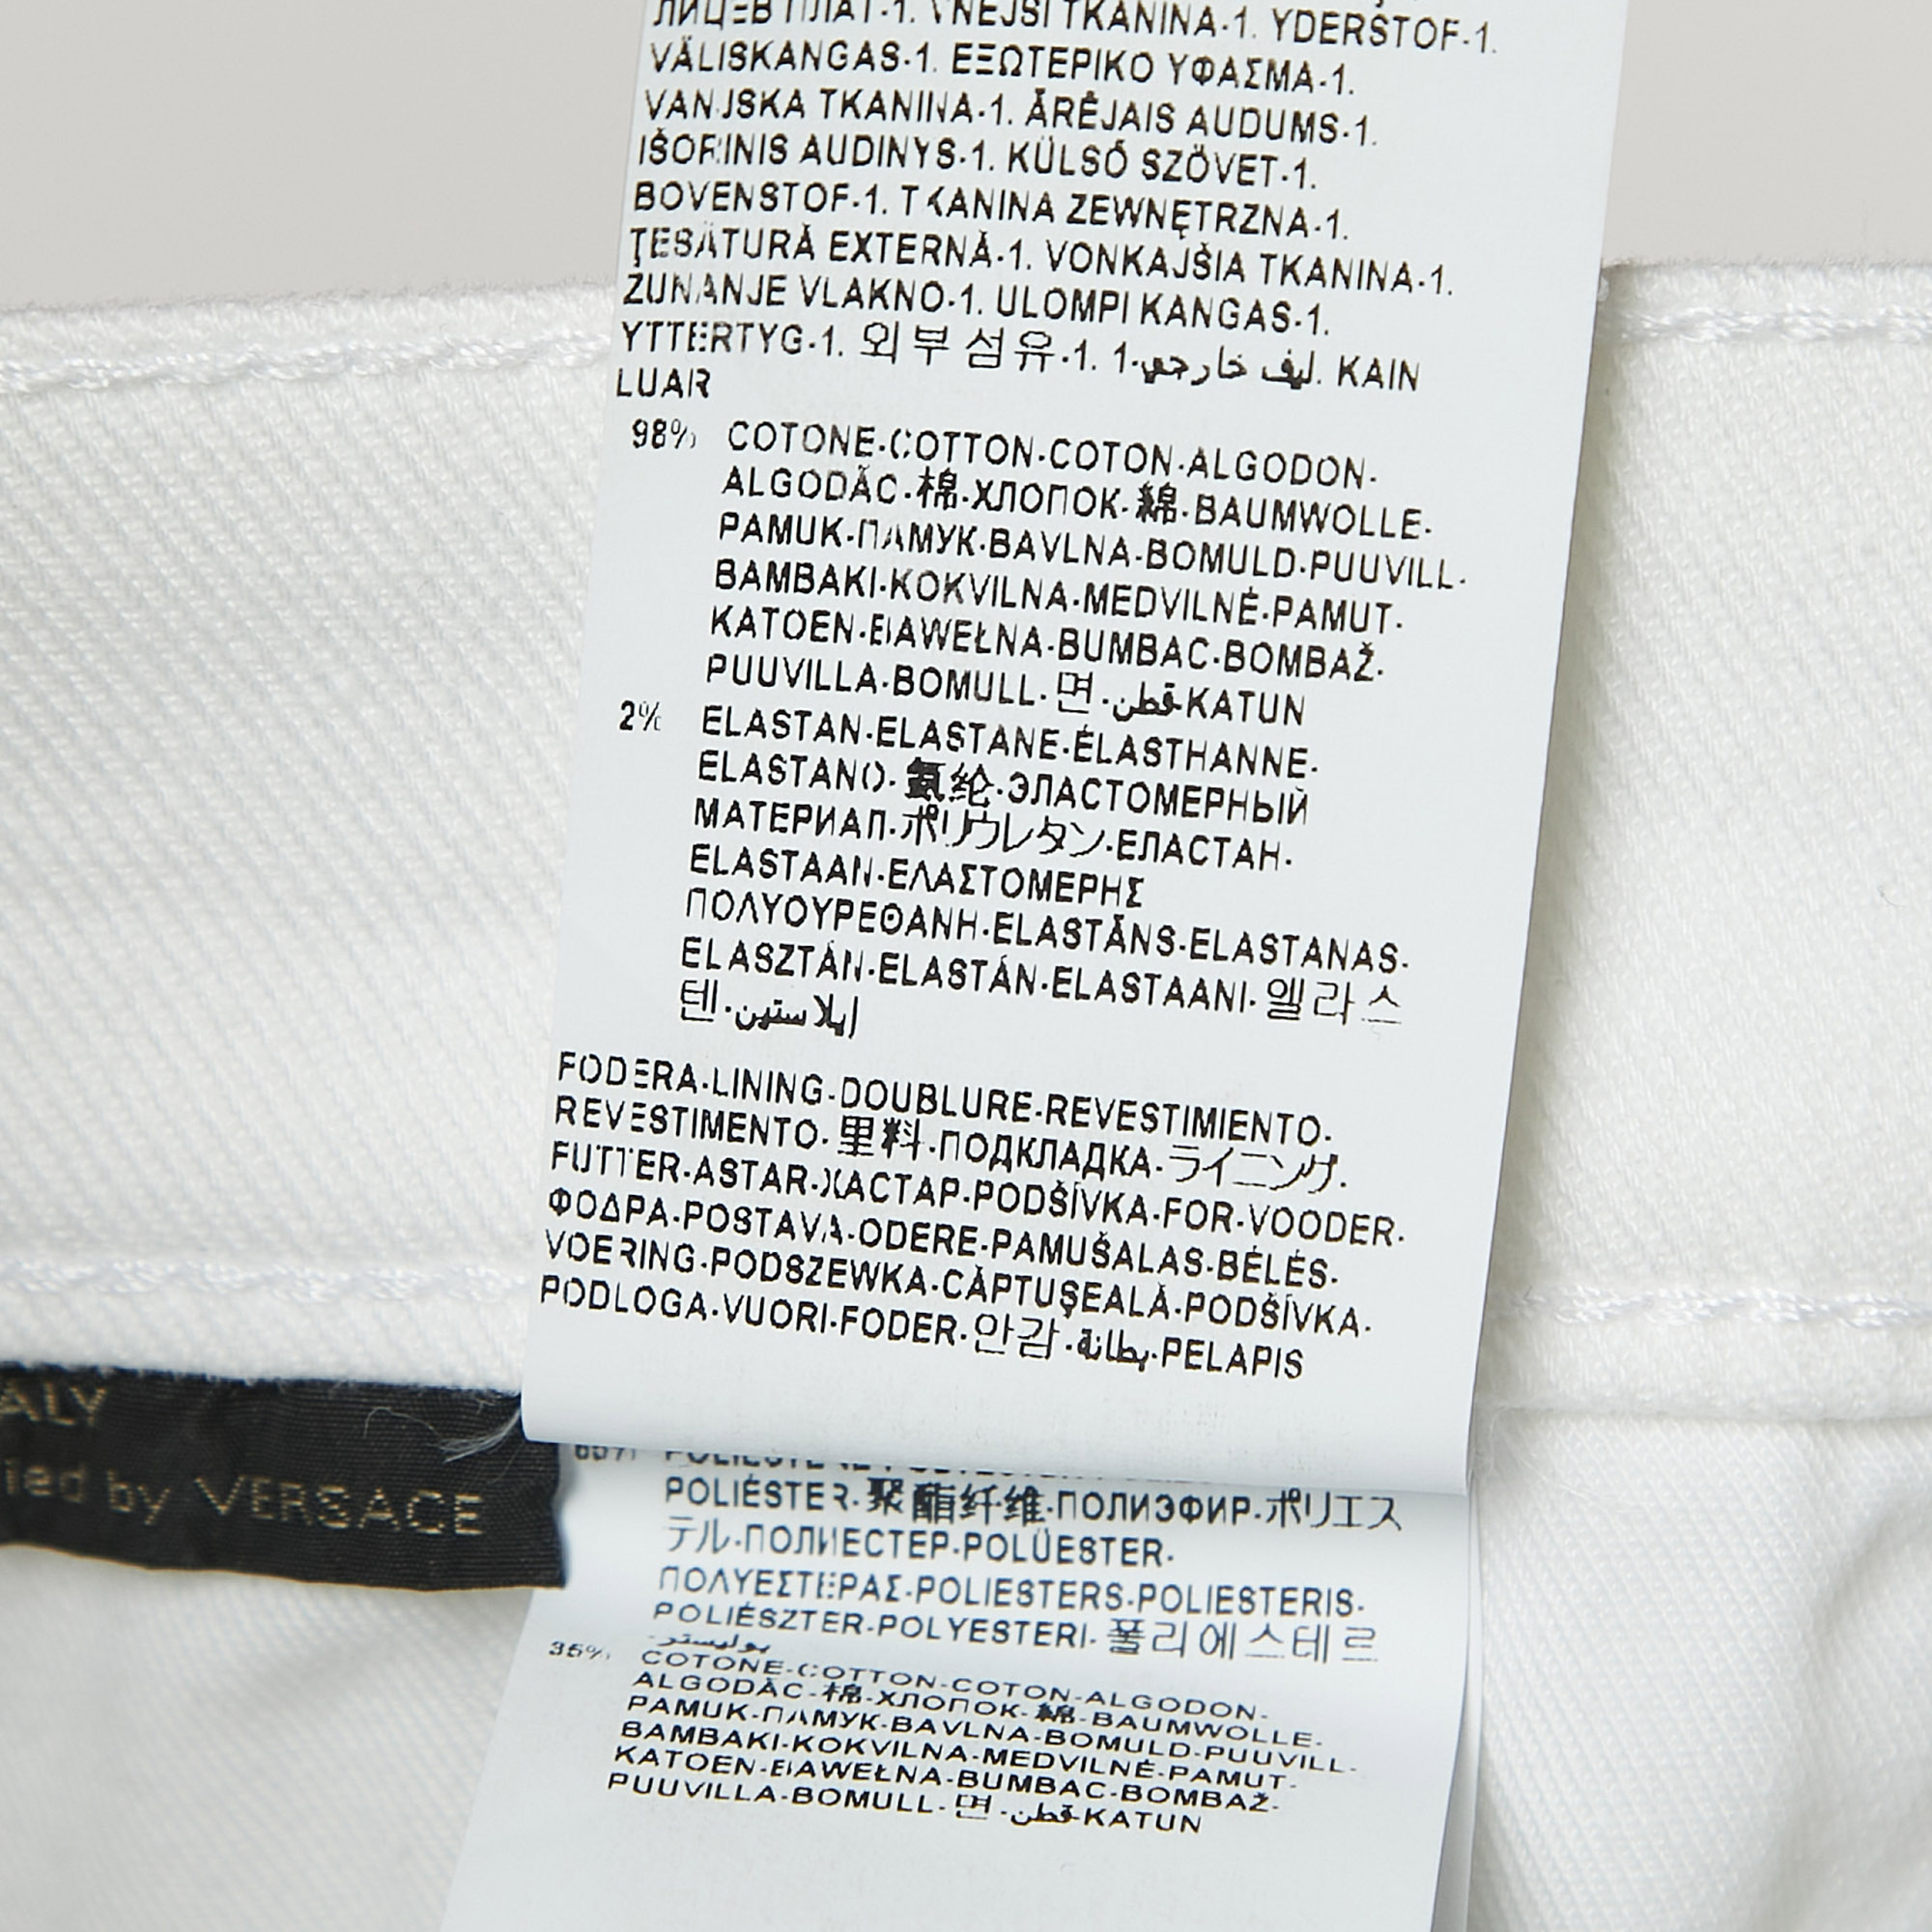 ЛИЦЕВ ПЛАТ-1. VNĚJŠÍ TKANINA-1. YDERSTOF-1.
VÄLISKANGAS-1. ΕΞΩΤΕΡΙΚΟ ΥΦΑΣΜΑ-1.
VANJSKA TKANINA-1. ĀRĒJAIS AUDUMS-1.
IŠORINIS AUDINYS-1. KÜLSŐ SZÖVET-1.
BOVENSTOF-1. TKANINA ZEWNĘTRZNA-1.
ŢESĂTURĂ EXTERNĂ-1. VONKAJŠIA TKANINA-1.
ZUNANJE VLAKNO-1. ULOMPI KANGAS-1.
YTTERTYG-1. 외부 섬유-1. 1-ليف خارجي. KAIN
LUAR
98% COTONE-COTTON-COTON-ALGODON-
ALGODÃO-棉-ХЛОПОК-綿-BAUMWOLLE-
PAMUK-ПАМУК-BAVLNA-BOMULD-PUUVILL-
BAMBAKI-KOKVILNA-MEDVILNĖ-PAMUT-
KATOEN-BAWEŁNA-BUMBAC-BOMBAŽ-
PUUVILLA-BOMULL-면-قطن-KATUN
2% ELASTAN-ELASTANE-ÉLASTHANNE-
ELASTANO-氨纶-ЭЛАСТОМЕРНЫЙ
МАТЕРИАЛ-ポリウレタン-ЕЛАСТАН-
ELASTAAN-ΕΛΑΣΤΟΜΕΡΗΣ
ΠΟΛΥΟΥΡΕΘΑΝΗ-ELASTĀNS-ELASTANAS-
ELASZTÁN-ELASTÁN-ELASTAANI-엘라스
텐-إيلاستين
FODERA-LINING-DOUBLURE-REVESTIMIENTO-
REVESTIMENTO-里料-ПОДКЛАДКА-ライニング-
FUTTER-ASTAR-ХАСТАР-PODŠÍVKA-FOR-VOODER-
ΦΟΔΡΑ-POSTAVA-ODERE-PAMUŠALAS-BÉLÉS-
VOERING-PODSZEWKA-CĂPTUŞEALĂ-PODŠÍVKA-
PODLOGA-VUORI-FODER-안감-بطانة-PELAPIS
ALY
ied by VERSACE
65%
POLIÉSTER-聚酯纤维-ПОЛИЭФИР-ポリエス
テル-ПОЛИЕСТЕР-POLÜESTER-
ΠΟΛΥΕΣΤΕΡΑΣ-POLIESTERS-POLIESTERIS-
POLIÉSZTER-POLYESTERI-폴리에스테르
-بوليستر
35% COTONE-COTTON-COTON-ALGODON-
ALGODÃO-棉-ХЛОПОК-綿-BAUMWOLLE-
PAMUK-ПАМУК-BAVLNA-BOMULD-PUUVILL-
BAMBAKI-KOKVILNA-MEDVILNĖ-PAMUT-
KATOEN-BAWEŁNA-BUMBAC-BOMBAŽ-
PUUVILLA-BOMULL-면-قطن-KATUN